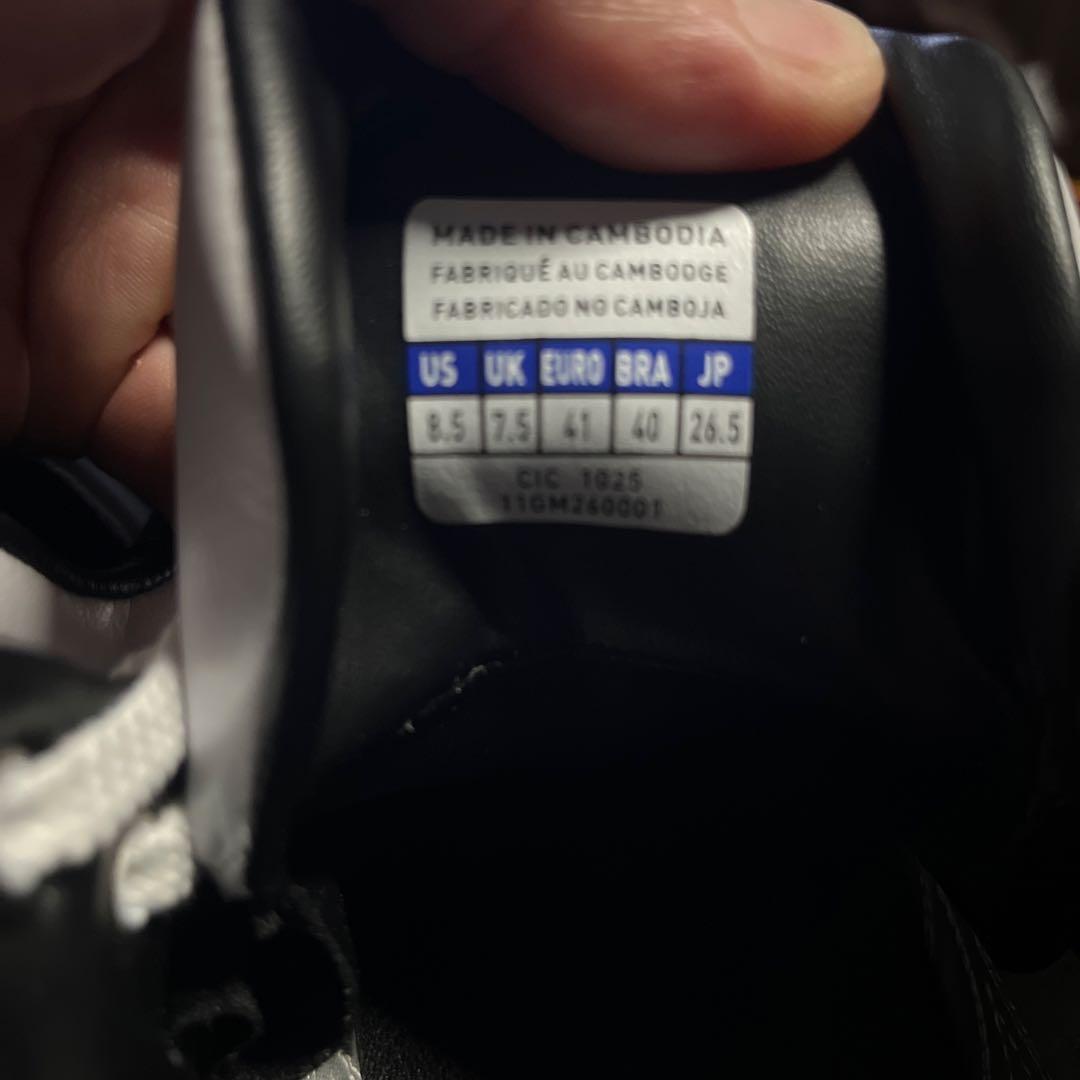 MADE IN CAMBODIA
FABRIQUÉ AU CAMBODGE
FABRICADO NO CAMBOJA
US UK EURO BRA JP
8.5 7.5 41 40 26.5
CIC 1025
11GM260001